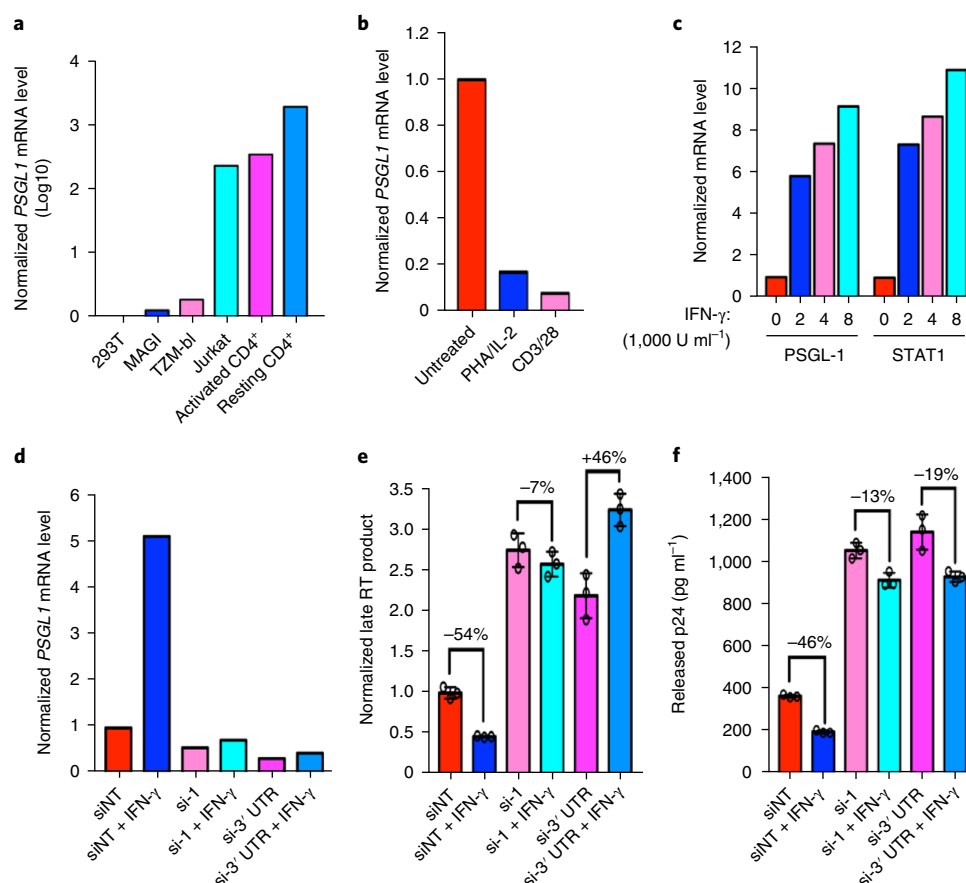 a
Normalized PSGL1 mRNA level
(Log10)
4
3
2
1
0
293T
MAGI
TZM-bl
Jurkat
Activated CD4⁺
Resting CD4⁺
b
Normalized PSGL1 mRNA level
1.0
0.8
0.6
0.4
0.2
0
Untreated
PHA/IL-2
CD3/28
c
Normalized mRNA level
12
10
8
6
4
2
0
IFN-γ:
(1,000 U ml⁻¹)
0 2 4 8 0 2 4 8
PSGL-1 STAT1
d
Normalized PSGL1 mRNA level
6
5
4
3
2
1
0
siNT
siNT + IFN-γ
si-1
si-1 + IFN-γ
si-3′ UTR
si-3′ UTR + IFN-γ
e
Normalized late RT product
3.5
3.0
2.5
2.0
1.5
1.0
0.5
0
–54%
–7%
+46%
siNT
siNT + IFN-γ
si-1
si-1 + IFN-γ
si-3′ UTR
si-3′ UTR + IFN-γ
f
Released p24 (pg ml⁻¹)
1,400
1,200
1,000
800
600
400
200
0
–46%
–13%
–19%
siNT
siNT + IFN-γ
si-1
si-1 + IFN-γ
si-3′ UTR
si-3′ UTR + IFN-γ